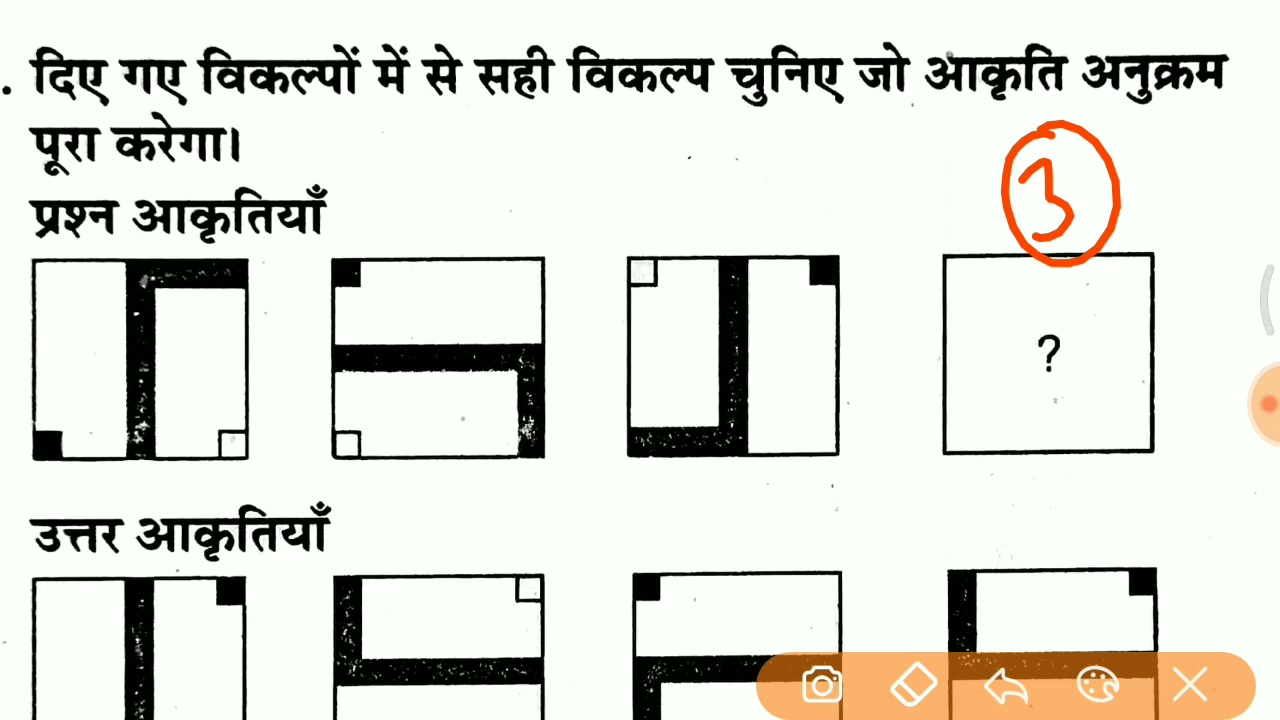 . दिए गए विकल्पों में से सही विकल्प चुनिए जो आकृति अनुक्रम
पूरा करेगा।
3
प्रश्न आकृतियाँ
?
उत्तर आकृतियाँ